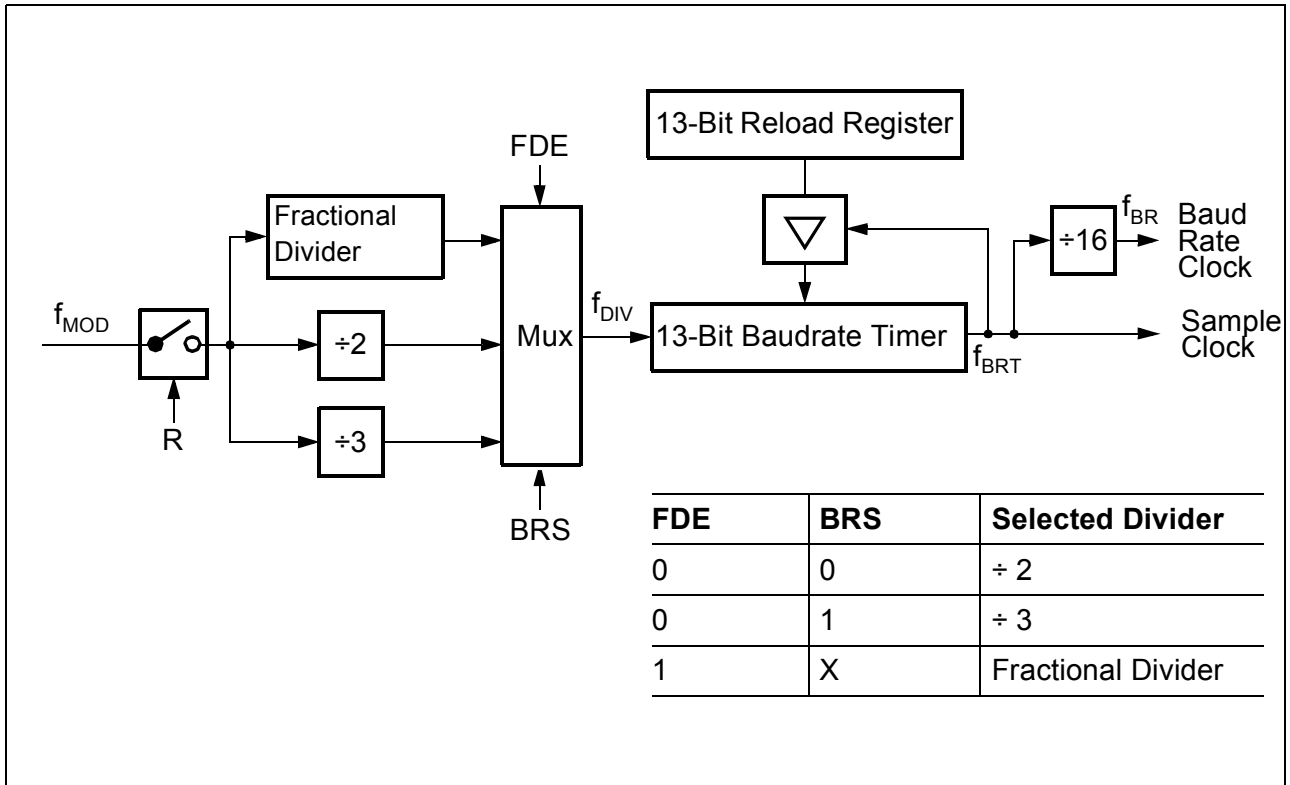 13-Bit Reload Register
FDE
Fractional
Divider
▽
÷16
f_BR
Baud
Rate
Clock
f_MOD
÷2
Mux
f_DIV
13-Bit Baudrate Timer
f_BRT
Sample
Clock
R
÷3
BRS
FDE BRS Selected Divider
0 0 ÷ 2
0 1 ÷ 3
1 X Fractional Divider